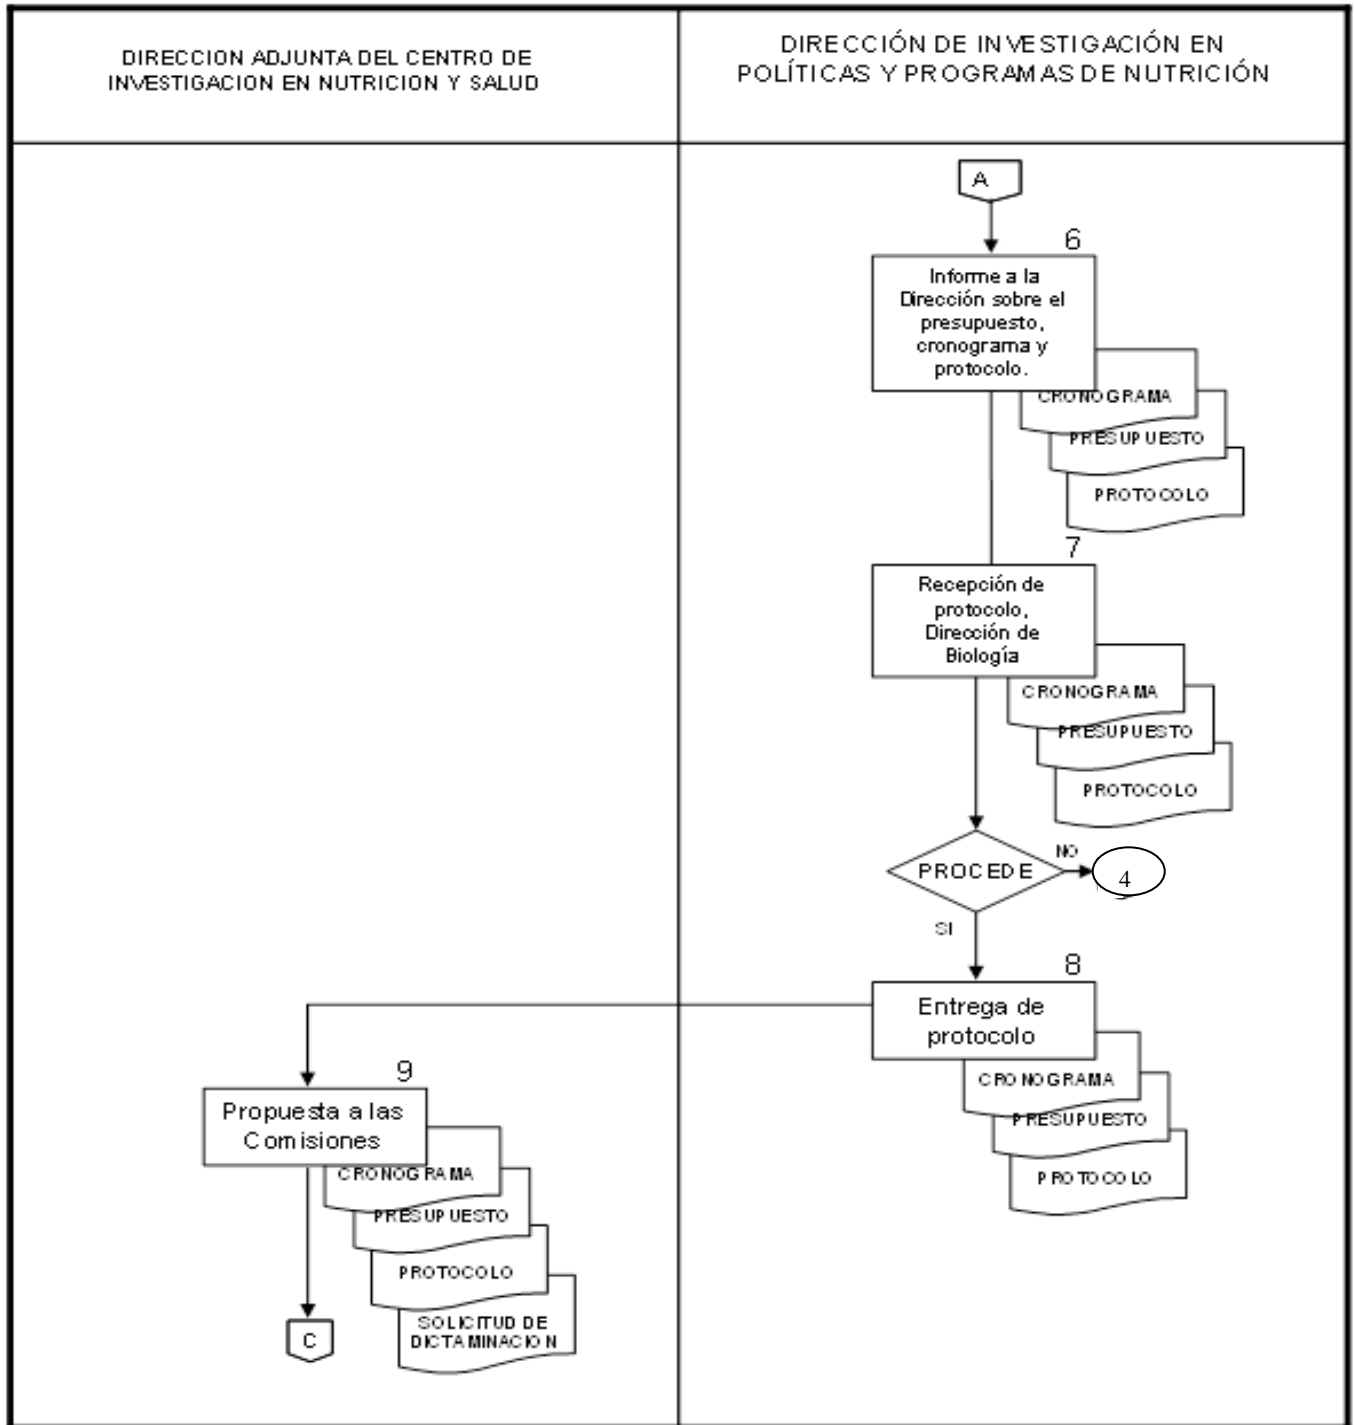 DIRECCION ADJUNTA DEL CENTRO DE
INVESTIGACION EN NUTRICION Y SALUD
DIRECCIÓN DE INVESTIGACIÓN EN
POLÍTICAS Y PROGRAMAS DE NUTRICIÓN
A
6
Informe a la
Dirección sobre el
presupuesto,
cronograma y
protocolo.
CRONOGRAMA
PRESUPUESTO
PROTOCOLO
7
Recepción de
protocolo,
Dirección de
Biología
CRONOGRAMA
PRESUPUESTO
PROTOCOLO
PROCEDE
NO
4
SI
8
Entrega de
protocolo
CRONOGRAMA
PRESUPUESTO
PROTOCOLO
9
Propuesta a las
Comisiones
CRONOGRAMA
PRESUPUESTO
PROTOCOLO
SOLICITUD DE
DICTAMINACION
C